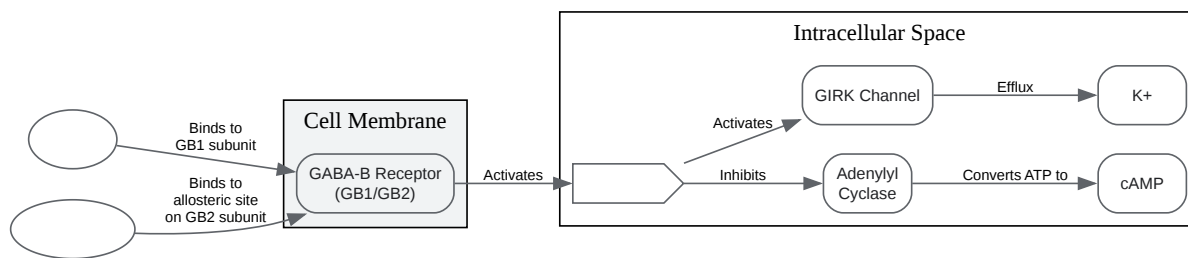 Intracellular Space
Cell Membrane
Binds to
GB1 subunit
Binds to
allosteric site
on GB2 subunit
GABA-B Receptor
(GB1/GB2)
Activates
Activates
Inhibits
GIRK Channel
Efflux
K+
Adenylyl
Cyclase
Converts ATP to
cAMP